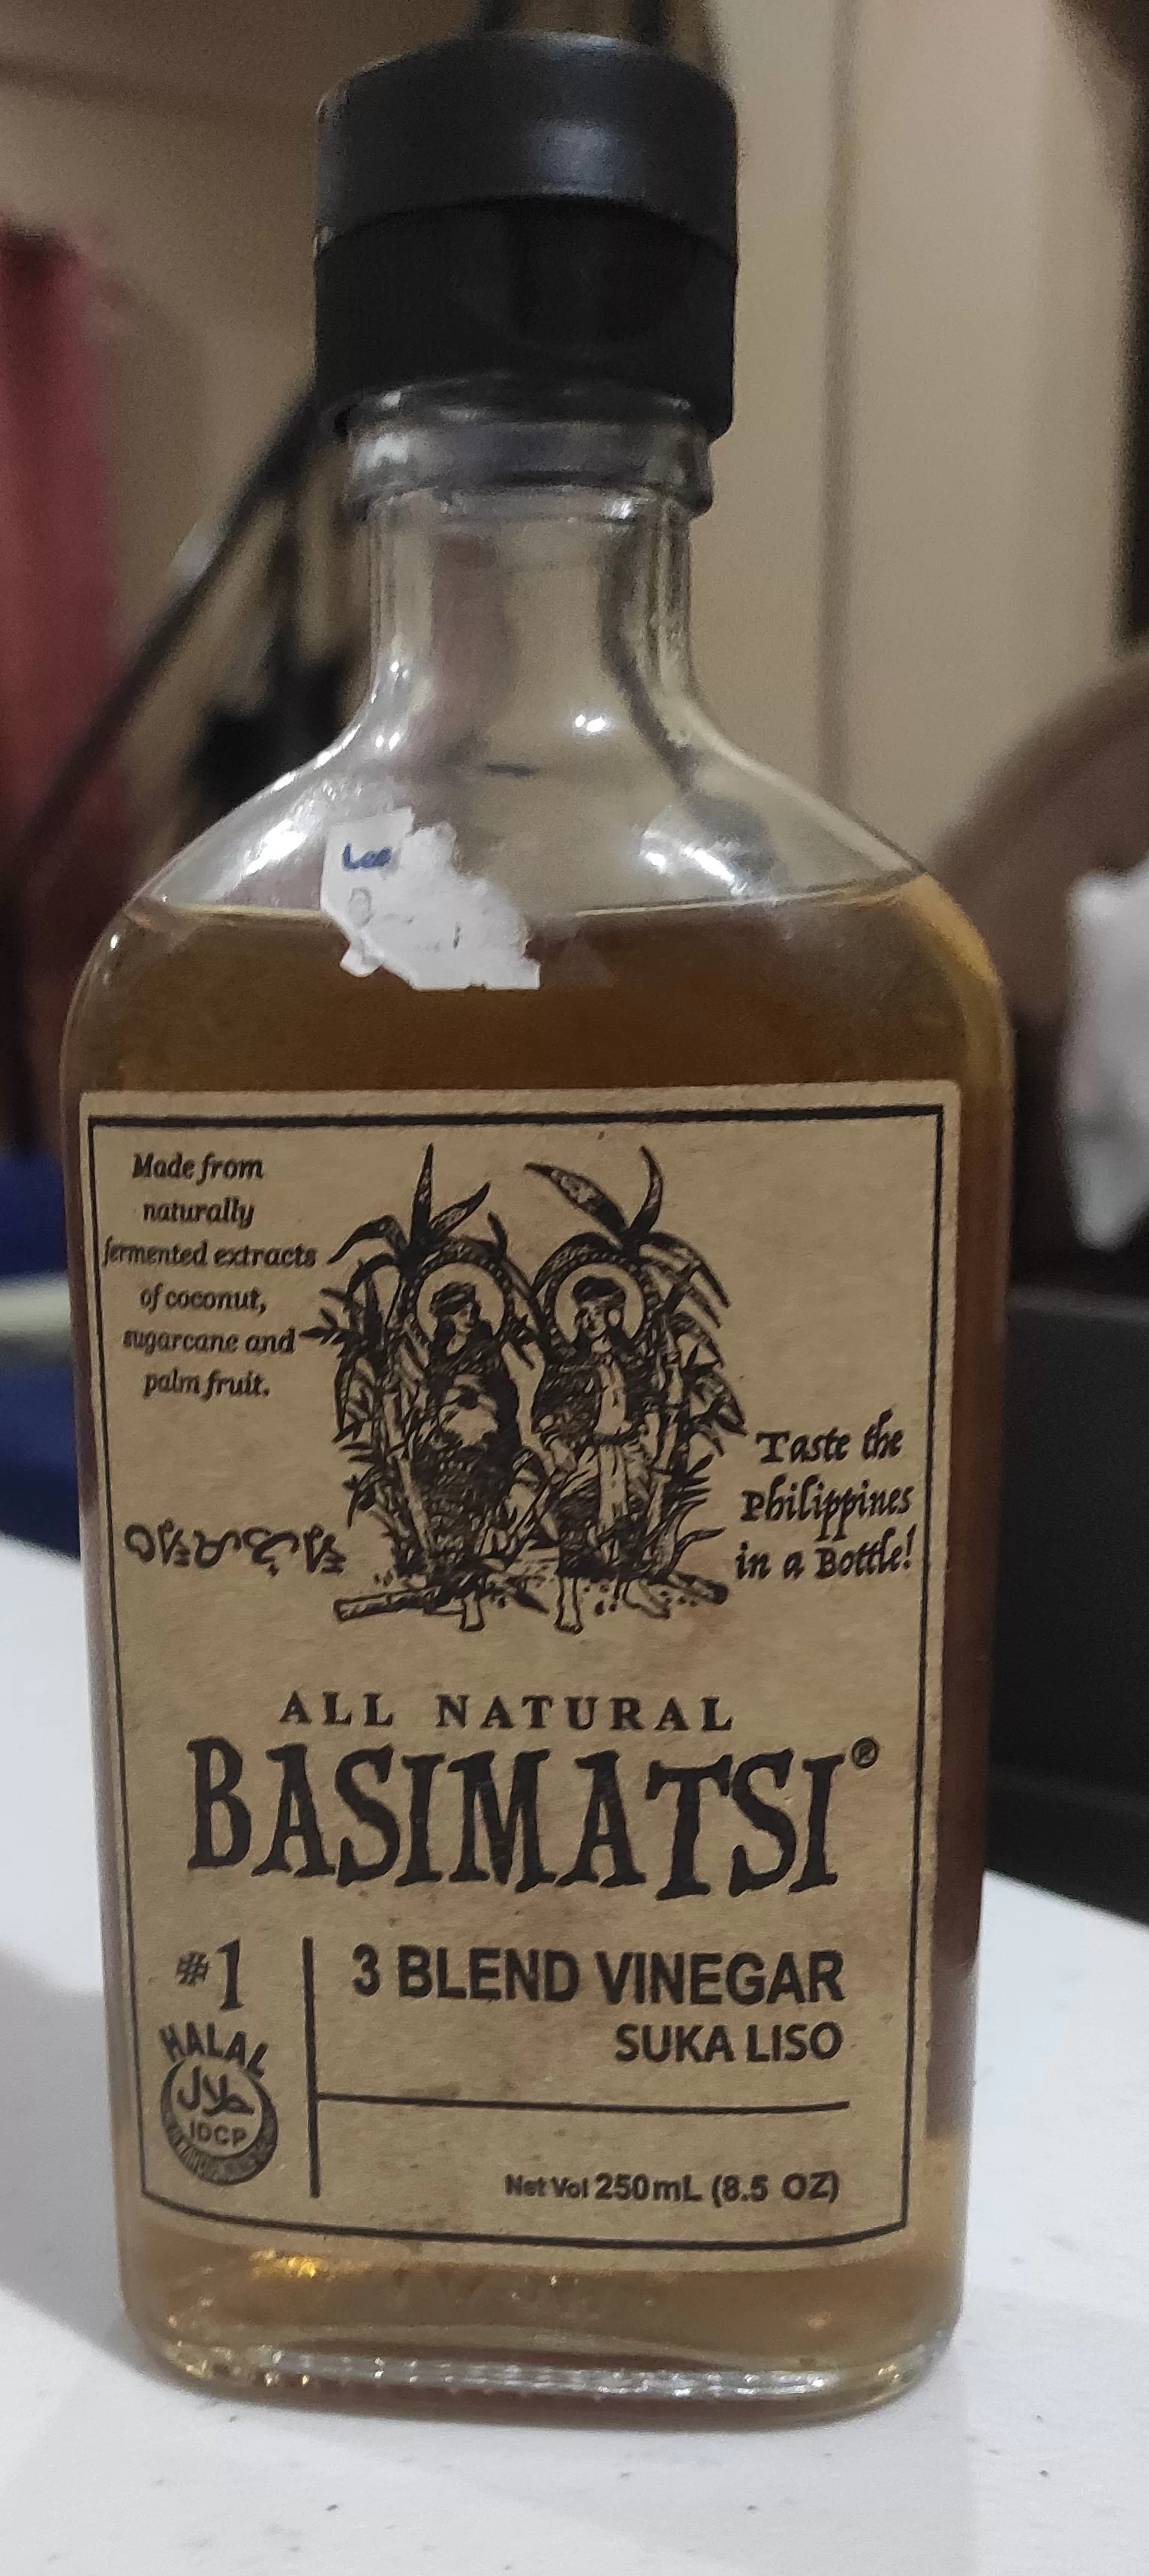 Made from
naturally
fermented extracts
of coconut,
sugarcane and
palm fruit.
Taste the
Philippines
in a Bottle!
ALL NATURAL
BASIMATSI®
#1
3 BLEND VINEGAR
SUKA LISO
HALAL
حلال
IDCP
Net Vol 250mL (8.5 OZ)